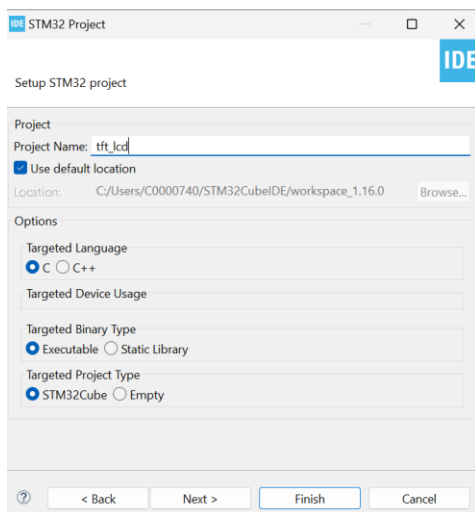 IDE STM32 Project
IDE
Setup STM32 project
Project
Project Name: tft_lcd
Use default location
Location: C:/Users/C0000740/STM32CubeIDE/workspace_1.16.0 Browse...
Options
Targeted Language
C C++
Targeted Device Usage
Targeted Binary Type
Executable Static Library
Targeted Project Type
STM32Cube Empty
? < Back Next > Finish Cancel